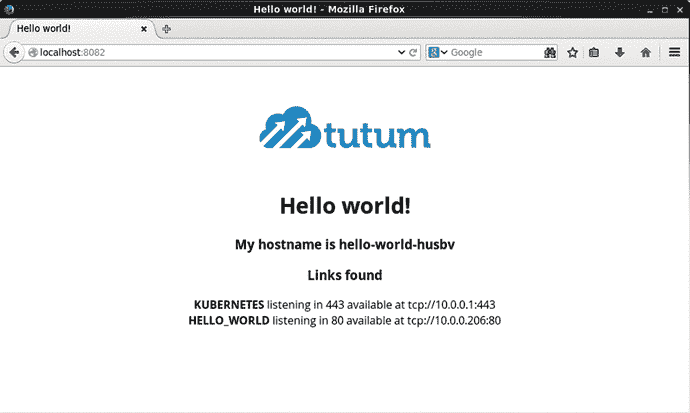 Hello world! - Mozilla Firefox
Hello world!
localhost:8082
Google
tutum
Hello world!
My hostname is hello-world-husbv
Links found
KUBERNETES listening in 443 available at tcp://10.0.0.1:443
HELLO_WORLD listening in 80 available at tcp://10.0.0.206:80